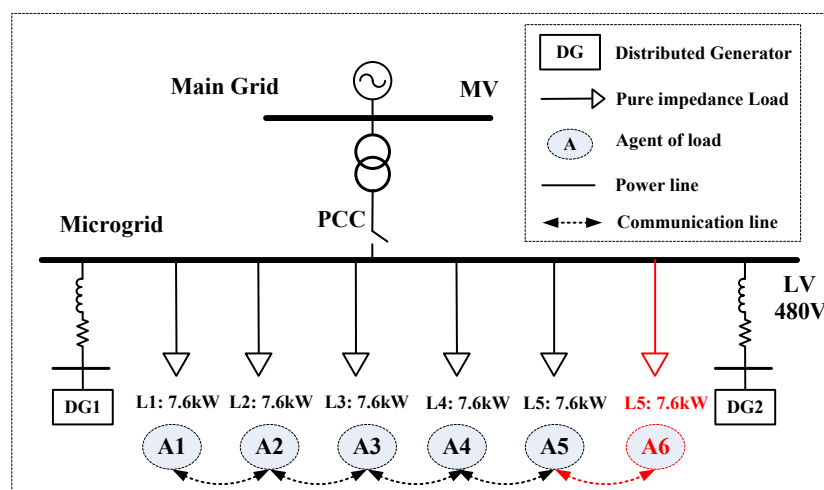 Main Grid
MV
PCC
Microgrid
LV
480V
DG Distributed Generator
Pure impedance Load
A Agent of load
Power line
Communication line
DG1
L1: 7.6kW
L2: 7.6kW
L3: 7.6kW
L4: 7.6kW
L5: 7.6kW
L5: 7.6kW
DG2
A1
A2
A3
A4
A5
A6